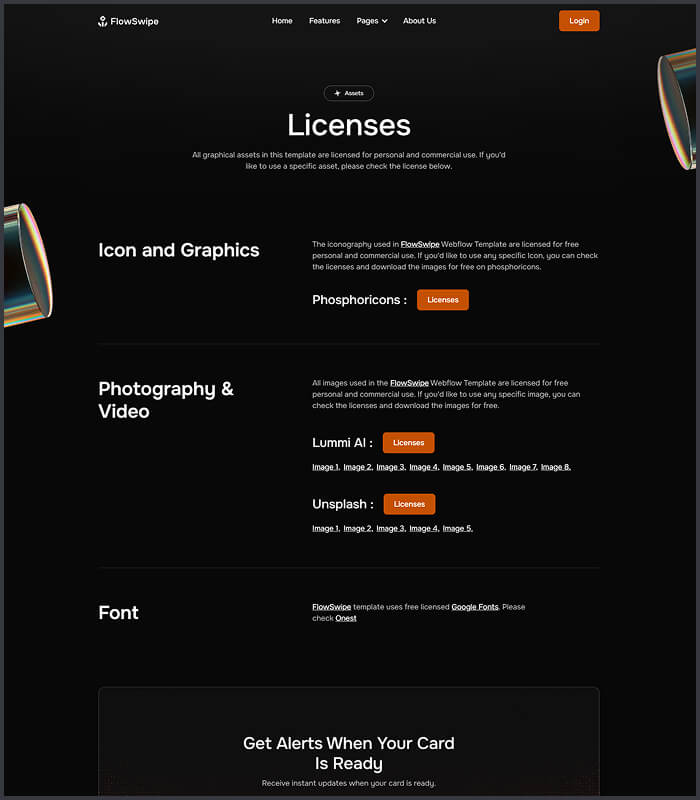 FlowSwipe
Home Features Pages About Us
Login
Assets
Licenses
All graphical assets in this template are licensed for personal and commercial use. If you'd
like to use a specific asset, please check the license below.
Icon and Graphics
The iconography used in FlowSwipe Webflow Template are licensed for free
personal and commercial use. If you'd like to use any specific Icon, you can check
the licenses and download the images for free on phosphoricons.
Phosphoricons :
Licenses
Photography &
Video
All images used in the FlowSwipe Webflow Template are licensed for free
personal and commercial use. If you'd like to use any specific image, you can
check the licenses and download the images for free.
Lummi AI :
Licenses
Image 1, Image 2, Image 3, Image 4, Image 5, Image 6, Image 7, Image 8,
Unsplash :
Licenses
Image 1, Image 2, Image 3, Image 4, Image 5,
Font
FlowSwipe template uses free licensed Google Fonts. Please
check Onest
Get Alerts When Your Card
Is Ready
Receive instant updates when your card is ready.